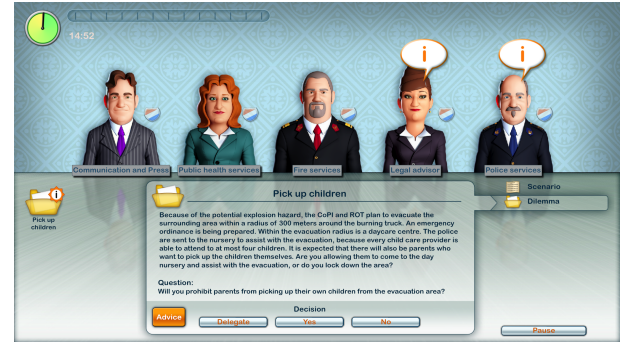 14:52
i
i
Communication and Press
Public health services
Fire services
Legal advisor
Police services
i
Pick up
children
Pick up children
Because of the potential explosion hazard, the CoPI and ROT plan to evacuate the
surrounding area within a radius of 300 meters around the burning truck. An emergency
ordinance is being prepared. Within the evacuation radius is a daycare centre. The police
are sent to the nursery to assist with the evacuation, because every child care provider is
able to attend to at most four children. It is expected that there will also be parents who
want to pick up the children themselves. Are you allowing them to come to the day
nursery and assist with the evacuation, or do you lock down the area?
Question:
Will you prohibit parents from picking up their own children from the evacuation area?
Decision
Advice
Delegate
Yes
No
Scenario
Dilemma
Pause